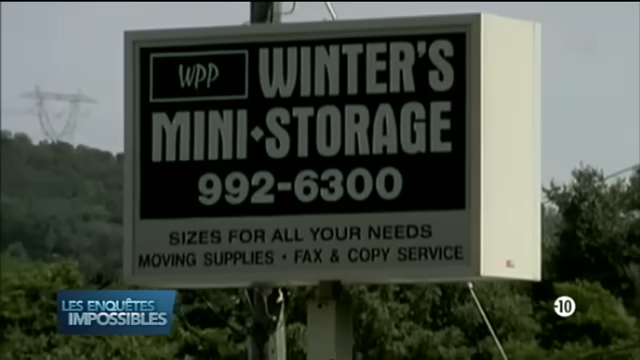 WPP
WINTER'S
MINI-STORAGE
992-6300
SIZES FOR ALL YOUR NEEDS
MOVING SUPPLIES · FAX & COPY SERVICE
LES ENQUÊTES
IMPOSSIBLES
-10